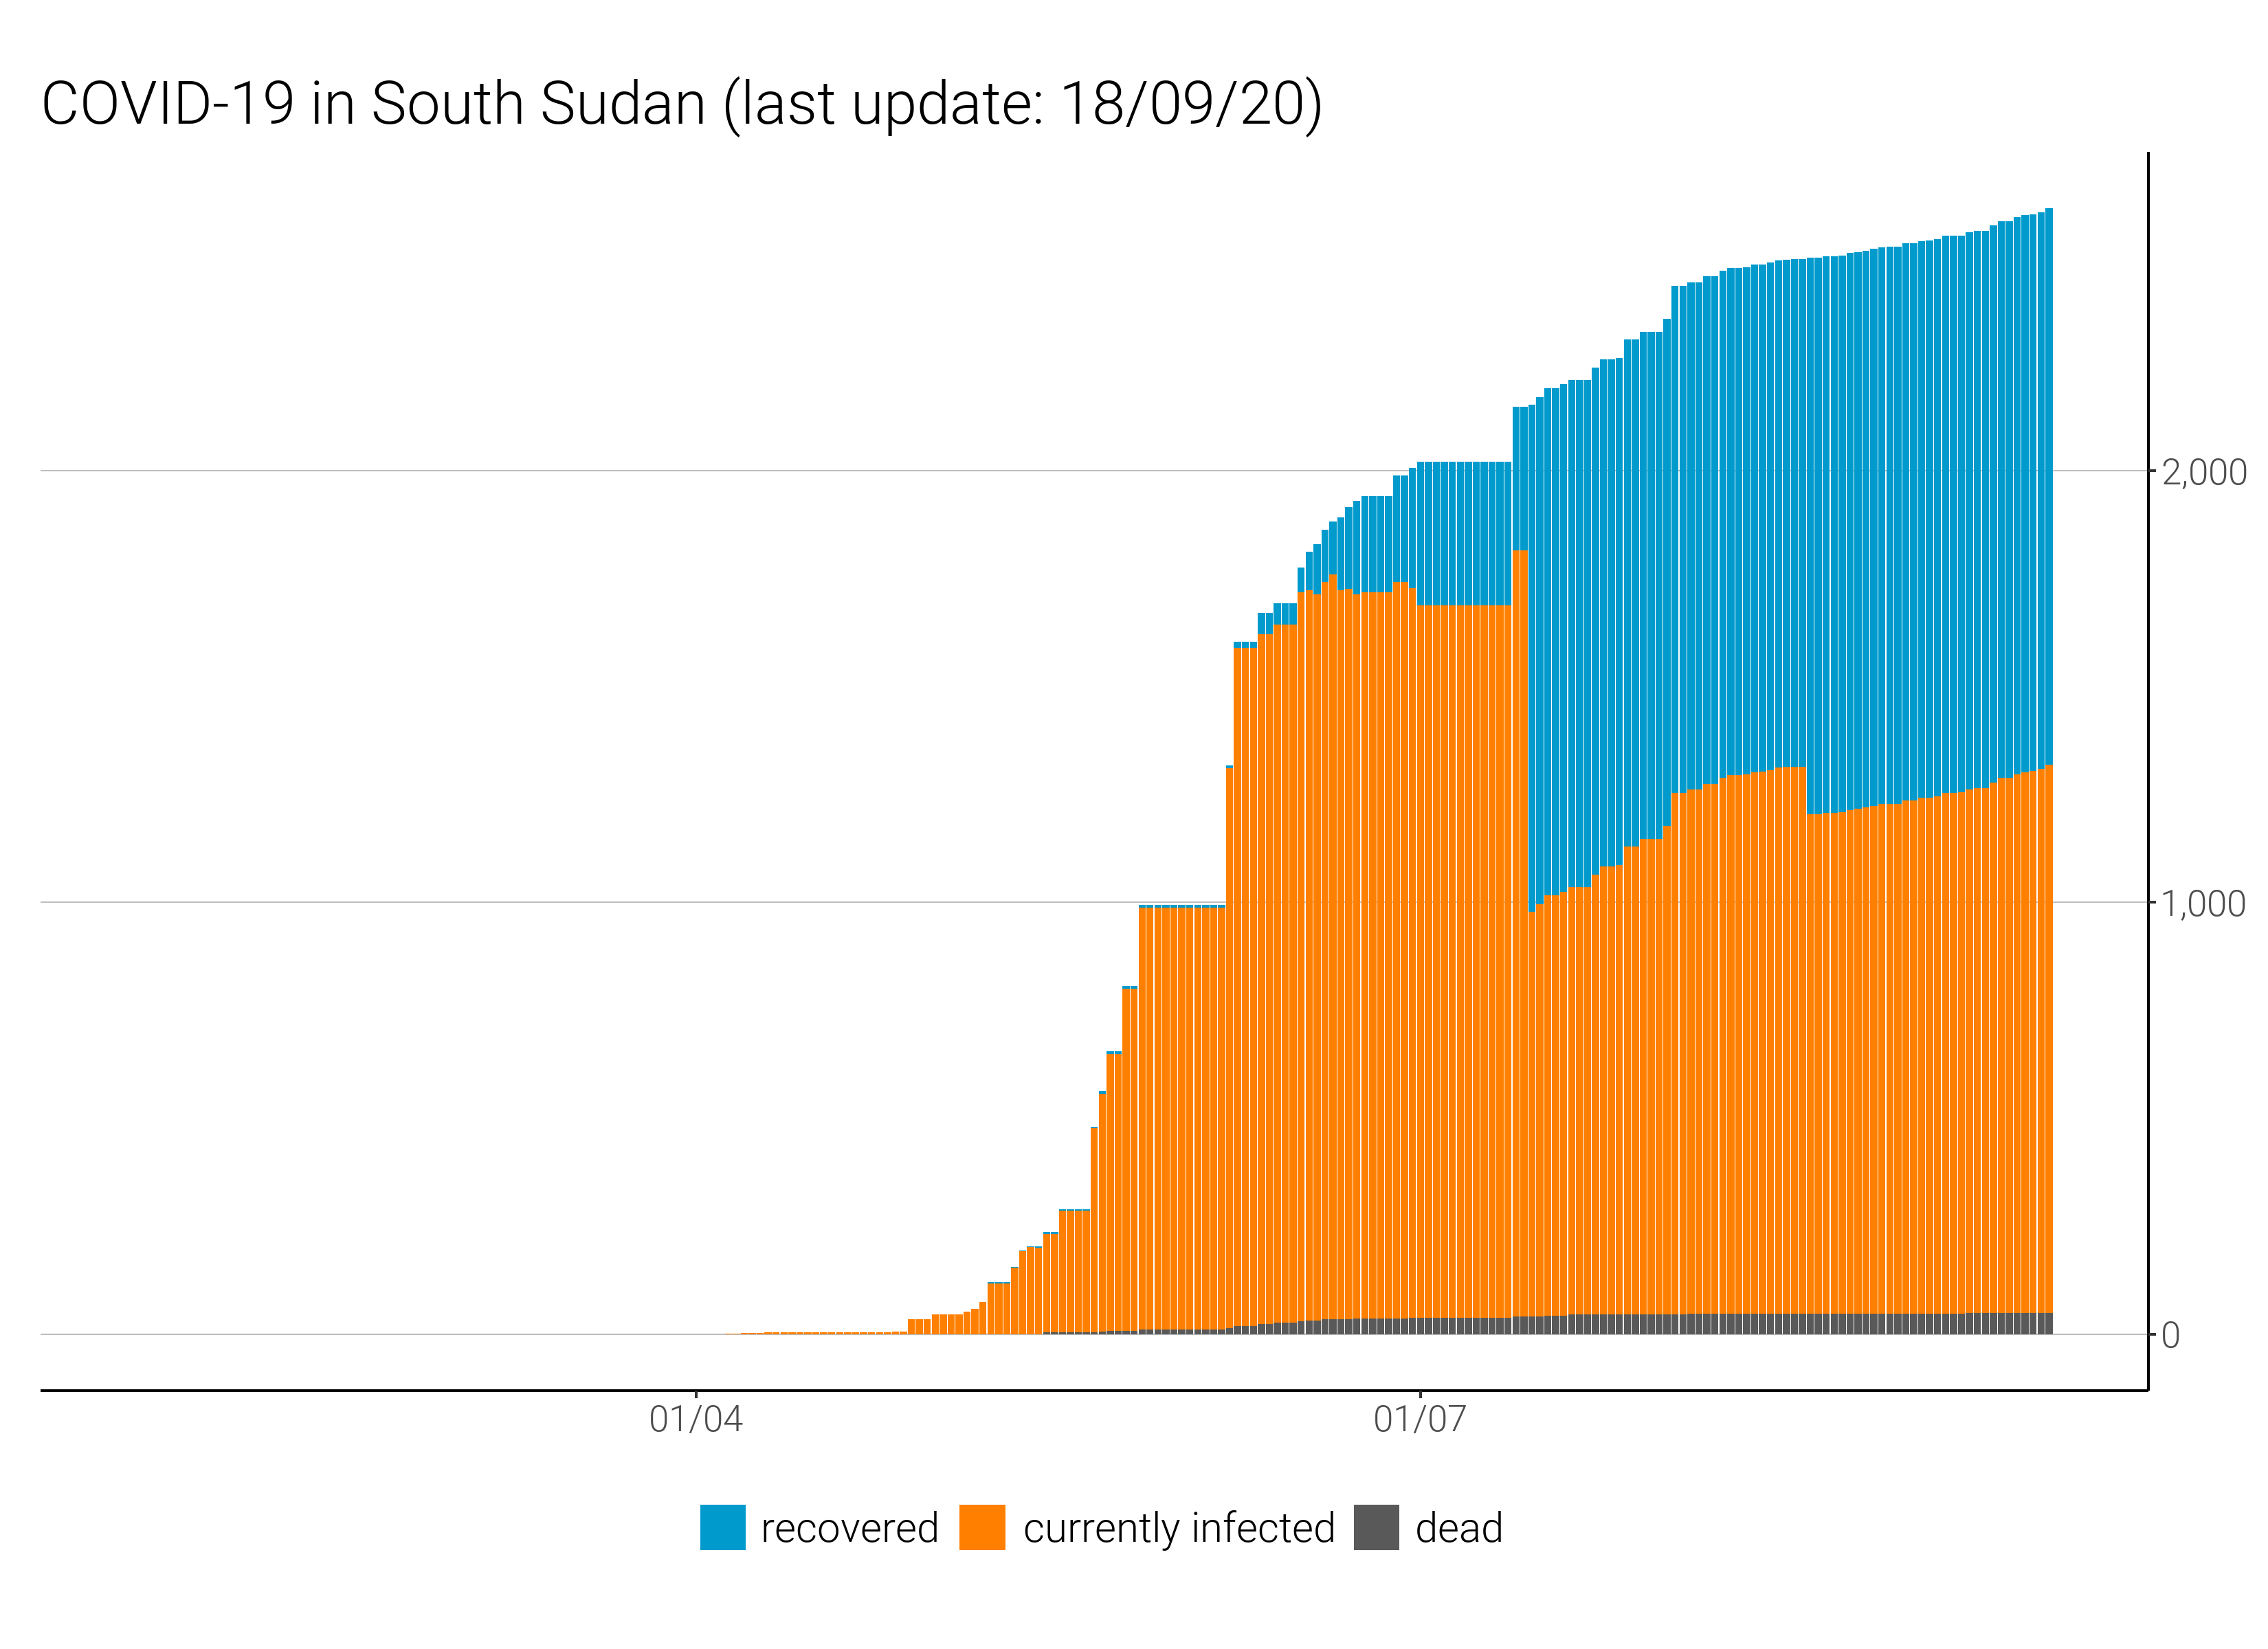 COVID-19 in South Sudan (last update: 18/09/20)
2,000
1,000
0
01/04 01/07
recovered currently infected dead